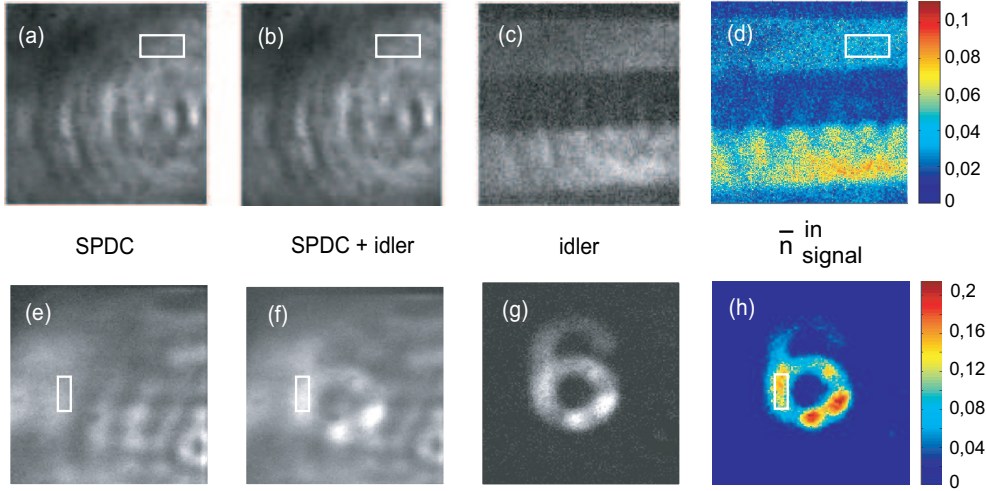 (a)
(b)
(c)
(d)
0,1
0,08
0,06
0,04
0,02
0
SPDC
SPDC + idler
idler
n̅ in signal
(e)
(f)
(g)
(h)
0,2
0,16
0,12
0,08
0,04
0
6